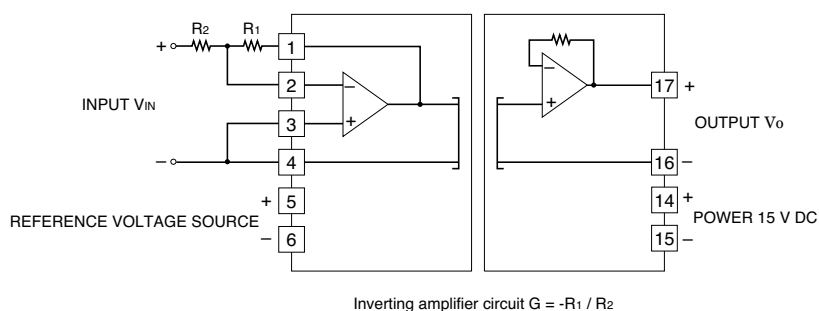 R2 R1
+ 1
2 −
INPUT VIN
3 +
− 4
+ 5
REFERENCE VOLTAGE SOURCE
− 6
−
+
17 +
OUTPUT Vo
16 −
14 +
POWER 15 V DC
15 −
Inverting amplifier circuit G = -R1 / R2